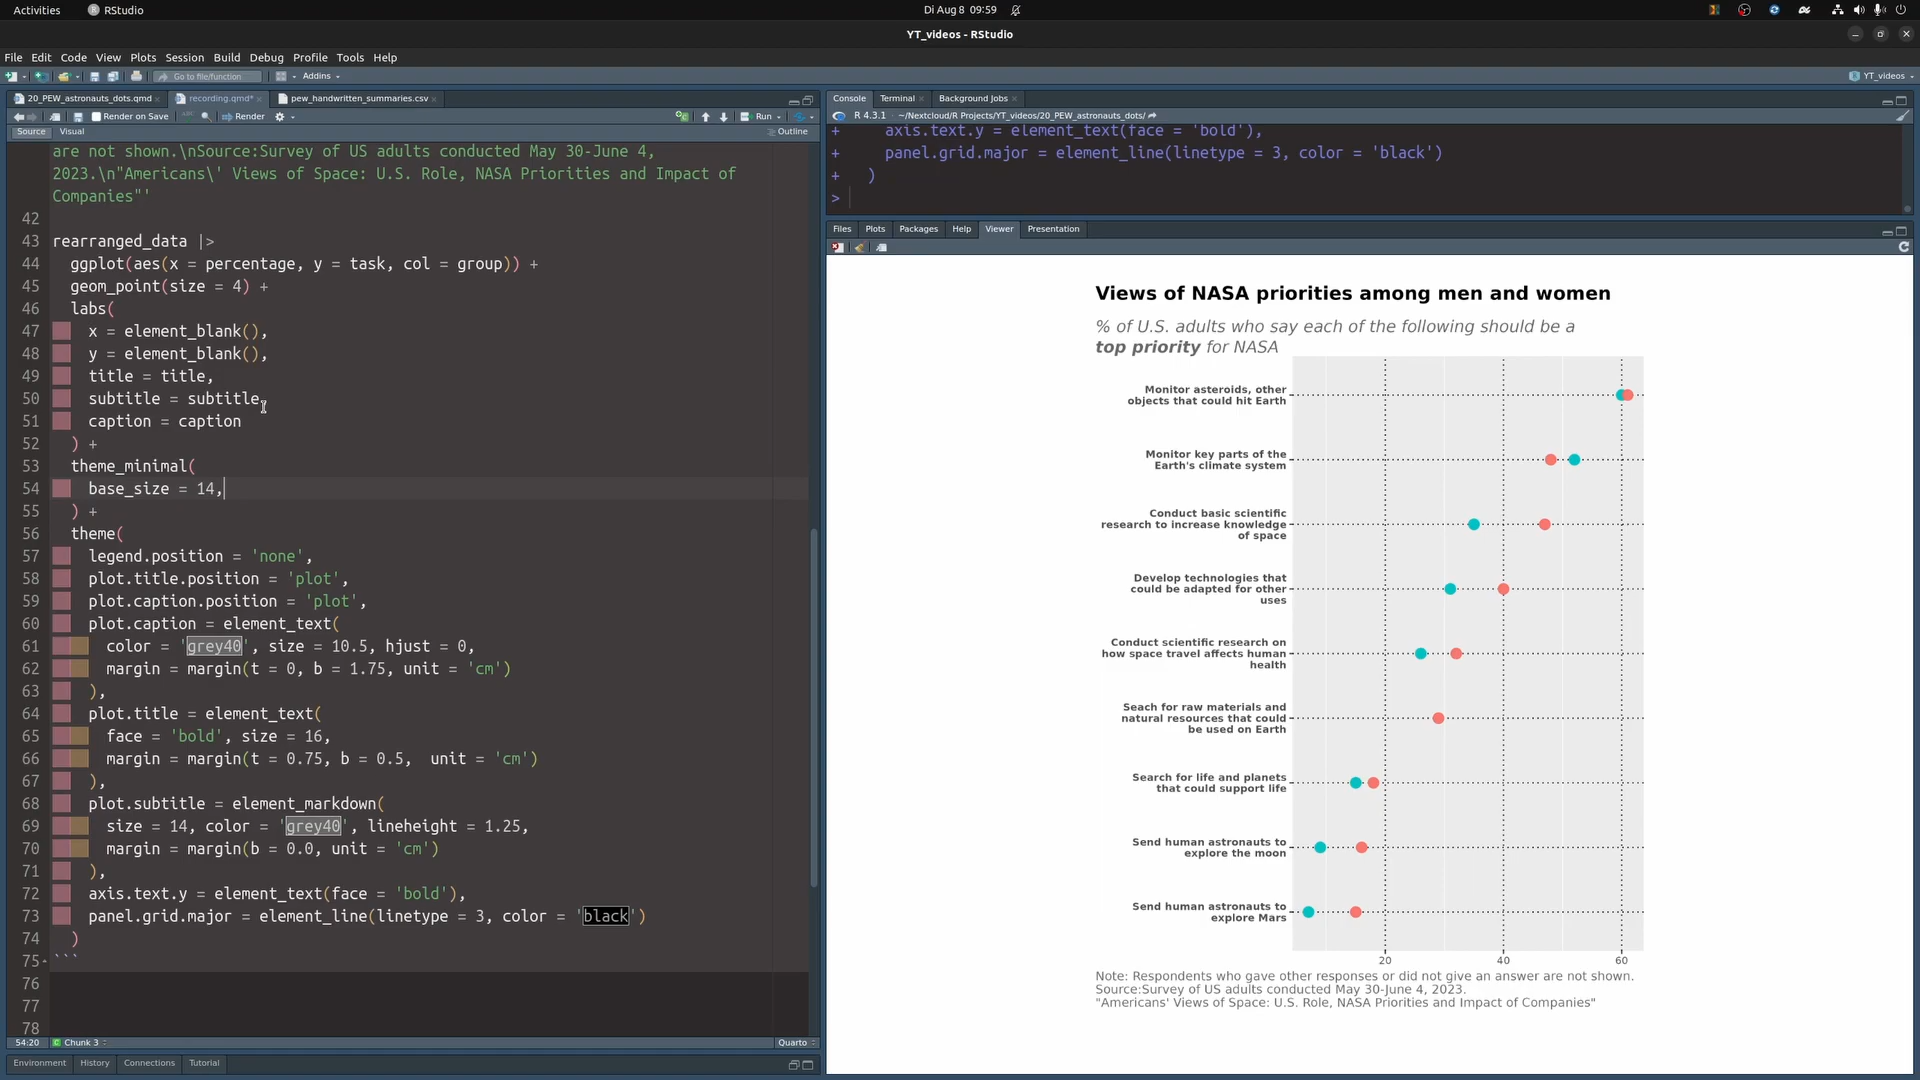 Activities RStudio Di Aug 8 09:59
YT_videos - RStudio
File Edit Code View Plots Session Build Debug Profile Tools Help
Go to file/function Addins YT_videos
20_PEW_astronauts_dots.qmd recording.qmd* pew_handwritten_summaries.csv
Render on Save Render Run
Source Visual Outline
are not shown.\nSource:Survey of US adults conducted May 30-June 4,
2023.\n"Americans\' Views of Space: U.S. Role, NASA Priorities and Impact of
Companies"'
42
43 rearranged_data |>
44 ggplot(aes(x = percentage, y = task, col = group)) +
45 geom_point(size = 4) +
46 labs(
47 x = element_blank(),
48 y = element_blank(),
49 title = title,
50 subtitle = subtitle,
51 caption = caption
52 ) +
53 theme_minimal(
54 base_size = 14,
55 ) +
56 theme(
57 legend.position = 'none',
58 plot.title.position = 'plot',
59 plot.caption.position = 'plot',
60 plot.caption = element_text(
61 color = 'grey40', size = 10.5, hjust = 0,
62 margin = margin(t = 0, b = 1.75, unit = 'cm')
63 ),
64 plot.title = element_text(
65 face = 'bold', size = 16,
66 margin = margin(t = 0.75, b = 0.5,  unit = 'cm')
67 ),
68 plot.subtitle = element_markdown(
69 size = 14, color = 'grey40', lineheight = 1.25,
70 margin = margin(b = 0.0, unit = 'cm')
71 ),
72 axis.text.y = element_text(face = 'bold'),
73 panel.grid.major = element_line(linetype = 3, color = 'black')
74 )
75 ```
76
77
78
54:20 Chunk 3 Quarto
Environment History Connections Tutorial
Console Terminal Background Jobs
R 4.3.1 · ~/Nextcloud/R Projects/YT_videos/20_PEW_astronauts_dots/
+ axis.text.y = element_text(face = 'bold'),
+ panel.grid.major = element_line(linetype = 3, color = 'black')
+ )
>
Files Plots Packages Help Viewer Presentation
Views of NASA priorities among men and women
% of U.S. adults who say each of the following should be a
top priority for NASA
Monitor asteroids, other
objects that could hit Earth
Monitor key parts of the
Earth's climate system
Conduct basic scientific
research to increase knowledge
of space
Develop technologies that
could be adapted for other
uses
Conduct scientific research on
how space travel affects human
health
Seach for raw materials and
natural resources that could
be used on Earth
Search for life and planets
that could support life
Send human astronauts to
explore the moon
Send human astronauts to
explore Mars
20 40 60
Note: Respondents who gave other responses or did not give an answer are not shown.
Source:Survey of US adults conducted May 30-June 4, 2023.
"Americans' Views of Space: U.S. Role, NASA Priorities and Impact of Companies"